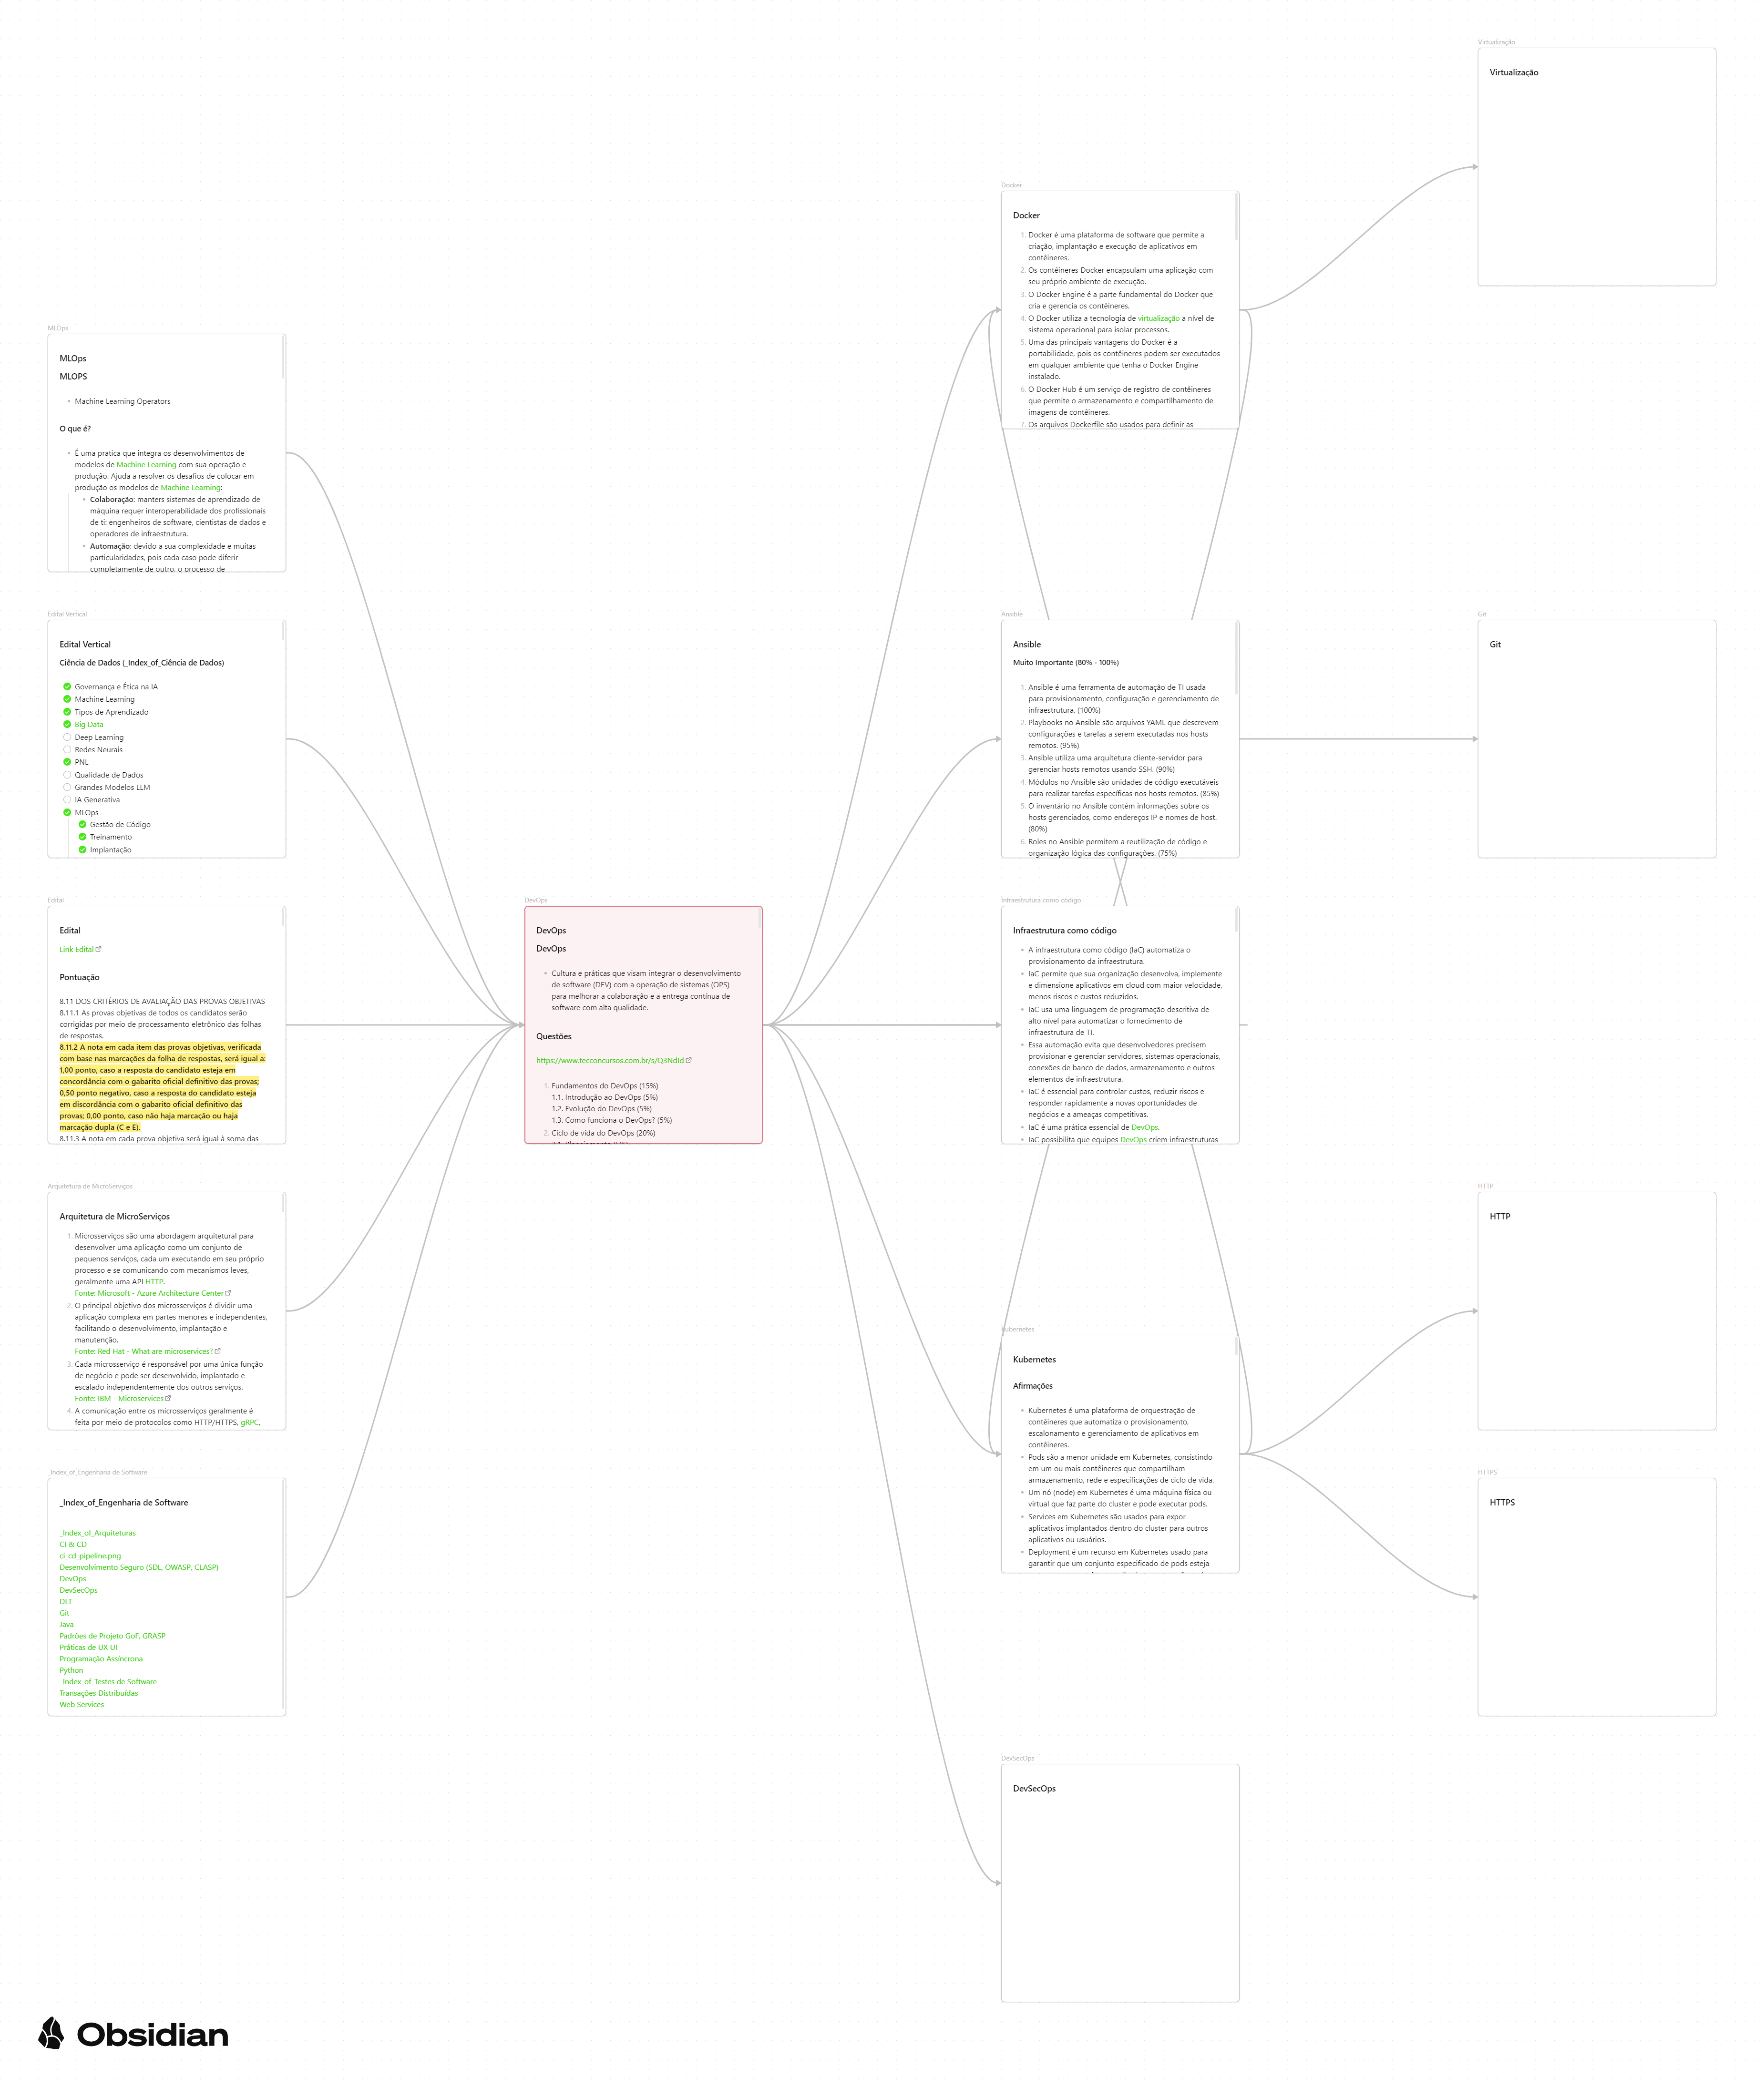 MLOps
MLOps
MLOPS
Machine Learning Operators
O que é?
É uma pratica que integra os desenvolvimentos de
modelos de Machine Learning com sua operação e
produção. Ajuda a resolver os desafios de colocar em
produção os modelos de Machine Learning:
Colaboração: manters sistemas de aprendizado de
máquina requer interoperabilidade dos profissionais
de ti: engenheiros de software, cientistas de dados e
operadores de infraestrutura.
Automação: devido a sua complexidade e muitas
particularidades, pois cada caso pode diferir
completamente de outro, o processo de
Edital Vertical
Edital Vertical
Ciência de Dados (_Index_of_Ciência de Dados)
Governança e Ética na IA
Machine Learning
Tipos de Aprendizado
Big Data
Deep Learning
Redes Neurais
PNL
Qualidade de Dados
Grandes Modelos LLM
IA Generativa
MLOps
Gestão de Código
Treinamento
Implantação
Edital
Edital
Link Edital
Pontuação
8.11 DOS CRITÉRIOS DE AVALIAÇÃO DAS PROVAS OBJETIVAS
8.11.1 As provas objetivas de todos os candidatos serão
corrigidas por meio de processamento eletrônico das folhas
de respostas.
8.11.2 A nota em cada item das provas objetivas, verificada
com base nas marcações da folha de respostas, será igual a:
1,00 ponto, caso a resposta do candidato esteja em
concordância com o gabarito oficial definitivo das provas;
0,50 ponto negativo, caso a resposta do candidato esteja
em discordância com o gabarito oficial definitivo das
provas; 0,00 ponto, caso não haja marcação ou haja
marcação dupla (C e E).
8.11.3 A nota em cada prova objetiva será igual à soma das
Arquatetura de MicroServiços
Arquitetura de MicroServiços
1. Microsserviços são uma abordagem arquitetural para
desenvolver uma aplicação como um conjunto de
pequenos serviços, cada um executando em seu próprio
processo e se comunicando com mecanismos leves,
geralmente uma API HTTP.
Fonte: Microsoft - Azure Architecture Center
2. O principal objetivo dos microsserviços é dividir uma
aplicação complexa em partes menores e independentes,
facilitando o desenvolvimento, implantação e
manutenção.
Fonte: Red Hat - What are microservices?
3. Cada microsserviço é responsável por uma única função
de negócio e pode ser desenvolvido, implantado e
escalado independentemente dos outros serviços.
Fonte: IBM - Microservices
4. A comunicação entre os microsserviços geralmente é
feita por meio de protocolos como HTTP/HTTPS, gRPC,
_Index_of_Engenharia de Software
_Index_of_Engenharia de Software
_Index_of_Arquiteturas
CI & CD
ci_cd_pipeline.png
Desenvolvimento Seguro (SDL, OWASP, CLASP)
DevOps
DevSecOps
DLT
Git
Java
Padrões de Projeto GoF, GRASP
Práticas de UX UI
Programação Assíncrona
Python
_Index_of_Testes de Software
Transações Distribuídas
Web Services
DevOps
DevOps
DevOps
Cultura e práticas que visam integrar o desenvolvimento
de software (DEV) com a operação de sistemas (OPS)
para melhorar a colaboração e a entrega contínua de
software com alta qualidade.
Questões
https://www.tecconcursos.com.br/s/Q3NdId
1. Fundamentos do DevOps (15%)
1.1. Introdução ao DevOps (5%)
1.2. Evolução do DevOps (5%)
1.3. Como funciona o DevOps? (5%)
2. Ciclo de vida do DevOps (20%)
Docker
Docker
1. Docker é uma plataforma de software que permite a
criação, implantação e execução de aplicativos em
contêineres.
2. Os contêineres Docker encapsulam uma aplicação com
seu próprio ambiente de execução.
3. O Docker Engine é a parte fundamental do Docker que
cria e gerencia os contêineres.
4. O Docker utiliza a tecnologia de virtualização a nível de
sistema operacional para isolar processos.
5. Uma das principais vantagens do Docker é a
portabilidade, pois os contêineres podem ser executados
em qualquer ambiente que tenha o Docker Engine
instalado.
6. O Docker Hub é um serviço de registro de contêineres
que permite o armazenamento e compartilhamento de
imagens de contêineres.
7. Os arquivos Dockerfile são usados para definir as
Ansible
Ansible
Muito Importante (80% - 100%)
1. Ansible é uma ferramenta de automação de TI usada
para provisionamento, configuração e gerenciamento de
infraestrutura. (100%)
2. Playbooks no Ansible são arquivos YAML que descrevem
configurações e tarefas a serem executadas nos hosts
remotos. (95%)
3. Ansible utiliza uma arquitetura cliente-servidor para
gerenciar hosts remotos usando SSH. (90%)
4. Módulos no Ansible são unidades de código executáveis
para realizar tarefas específicas nos hosts remotos. (85%)
5. O inventário no Ansible contém informações sobre os
hosts gerenciados, como endereços IP e nomes de host.
(80%)
6. Roles no Ansible permitem a reutilização de código e
organização lógica das configurações. (75%)
Infraestrutura como código
Infraestrutura como código
A infraestrutura como código (IaC) automatiza o
provisionamento da infraestrutura.
IaC permite que sua organização desenvolva, implemente
e dimensione aplicativos em cloud com maior velocidade,
menos riscos e custos reduzidos.
IaC usa uma linguagem de programação descritiva de
alto nível para automatizar o fornecimento de
infraestrutura de TI.
Essa automação evita que desenvolvedores precisem
provisionar e gerenciar servidores, sistemas operacionais,
conexões de banco de dados, armazenamento e outros
elementos de infraestrutura.
IaC é essencial para controlar custos, reduzir riscos e
responder rapidamente a novas oportunidades de
negócios e a ameaças competitivas.
IaC é uma prática essencial de DevOps.
IaC possibilita que equipes DevOps criem infraestruturas
Kubernetes
Kubernetes
Afirmações
Kubernetes é uma plataforma de orquestração de
contêineres que automatiza o provisionamento,
escalonamento e gerenciamento de aplicativos em
contêineres.
Pods são a menor unidade em Kubernetes, consistindo
em um ou mais contêineres que compartilham
armazenamento, rede e especificações de ciclo de vida.
Um nó (node) em Kubernetes é uma máquina física ou
virtual que faz parte do cluster e pode executar pods.
Services em Kubernetes são usados para expor
aplicativos implantados dentro do cluster para outros
aplicativos ou usuários.
Deployment é um recurso em Kubernetes usado para
garantir que um conjunto especificado de pods esteja
DevSecOps
DevSecOps
Virtualização
Virtualização
Git
Git
HTTP
HTTP
HTTPS
HTTPS
Obsidian